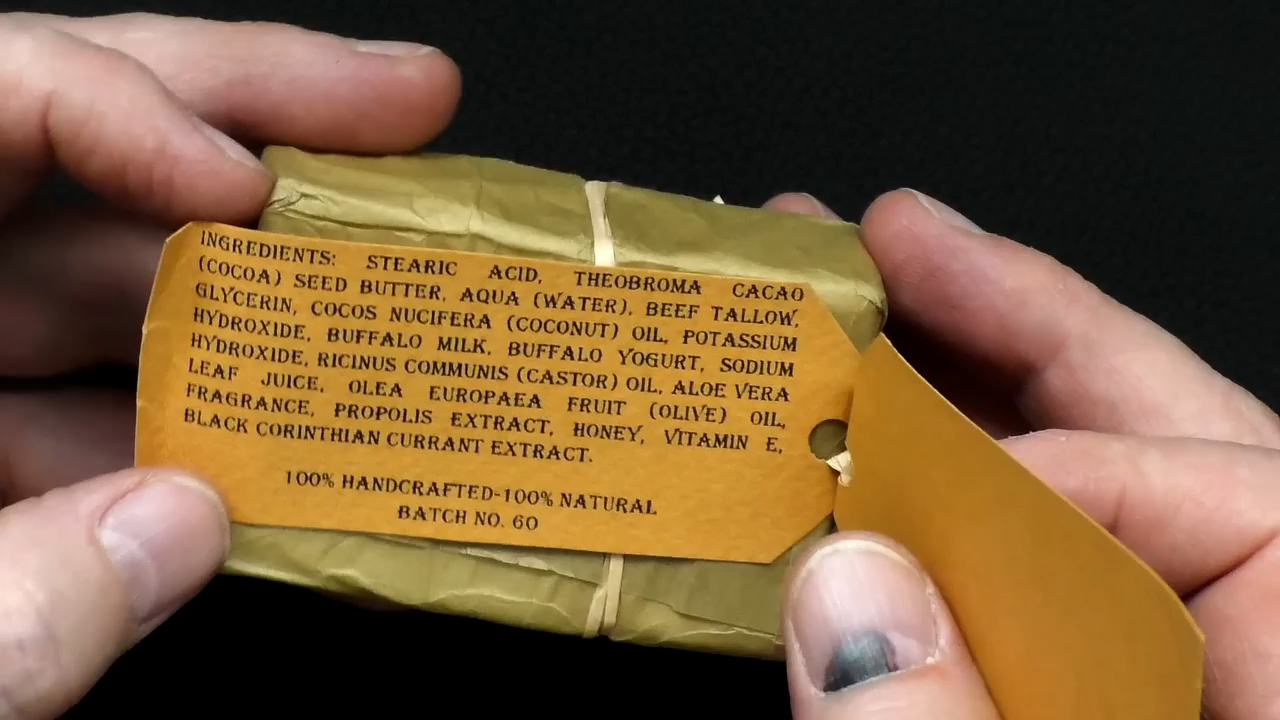 INGREDIENTS: STEARIC ACID, THEOBROMA CACAO
(COCOA) SEED BUTTER, AQUA (WATER), BEEF TALLOW,
GLYCERIN, COCOS NUCIFERA (COCONUT) OIL, POTASSIUM
HYDROXIDE, BUFFALO MILK, BUFFALO YOGURT, SODIUM
HYDROXIDE, RICINUS COMMUNIS (CASTOR) OIL, ALOE VERA
LEAF JUICE, OLEA EUROPAEA FRUIT (OLIVE) OIL,
FRAGRANCE, PROPOLIS EXTRACT, HONEY, VITAMIN E,
BLACK CORINTHIAN CURRANT EXTRACT.
100% HANDCRAFTED-100% NATURAL
BATCH NO. 60